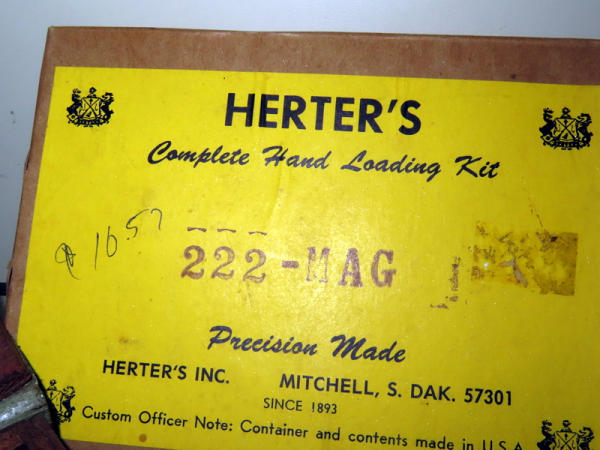 HERTER'S
Complete Hand Loading Kit
16.57
222-MAG
Precision Made
HERTER'S INC. MITCHELL, S. DAK. 57301
SINCE 1893
Custom Officer Note: Container and contents made in U.S.A.